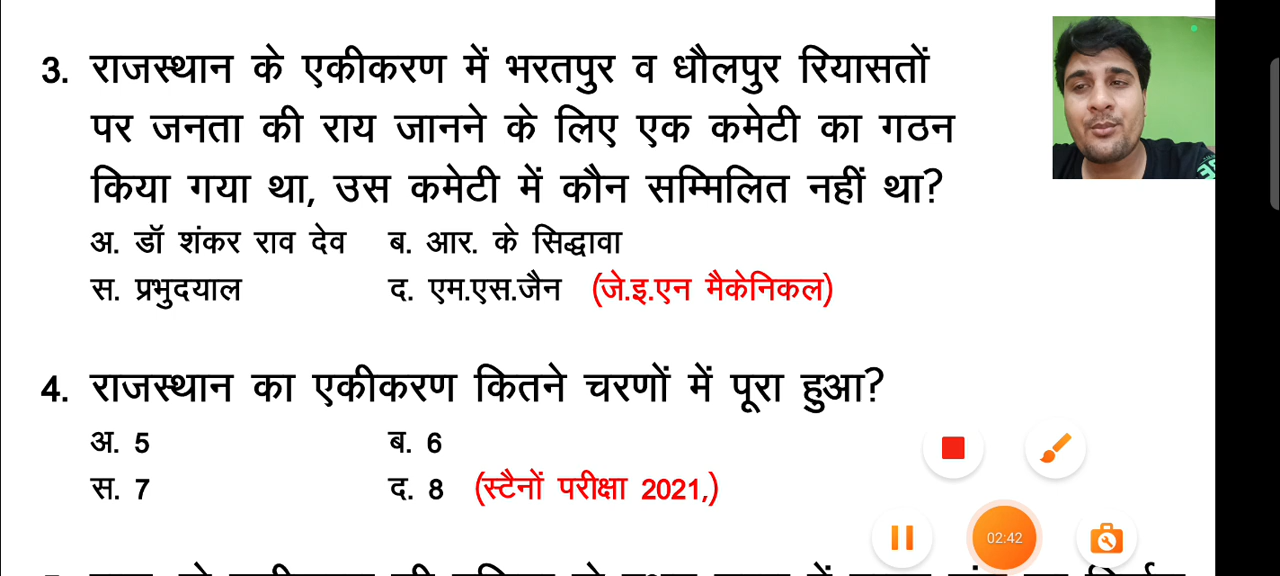 3. राजस्थान के एकीकरण में भरतपुर व धौलपुर रियासतों
पर जनता की राय जानने के लिए एक कमेटी का गठन
किया गया था, उस कमेटी में कौन सम्मिलित नहीं था?
अ. डॉ शंकर राव देव ब. आर. के सिद्धावा
स. प्रभुदयाल द. एम.एस.जैन (जे.इ.एन मैकेनिकल)
4. राजस्थान का एकीकरण कितने चरणों में पूरा हुआ?
अ. 5 ब. 6
स. 7 द. 8 (स्टैनों परीक्षा 2021,)
02:42